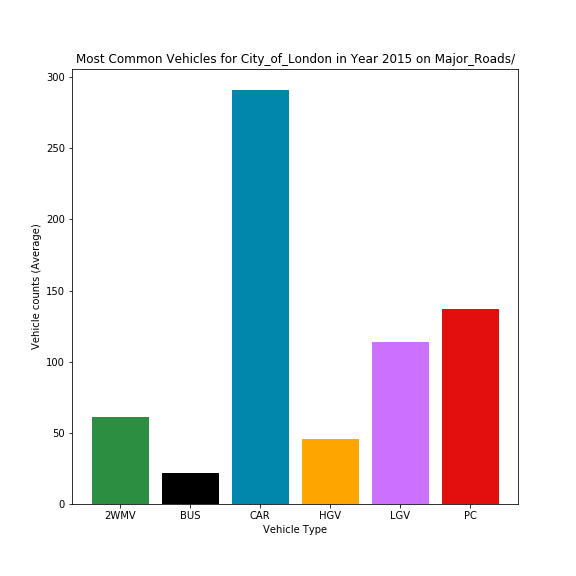 Most Common Vehicles for City_of_London in Year 2015 on Major_Roads/
300
250
200
150
100
50
0
Vehicle counts (Average)
2WMV BUS CAR HGV LGV PC
Vehicle Type